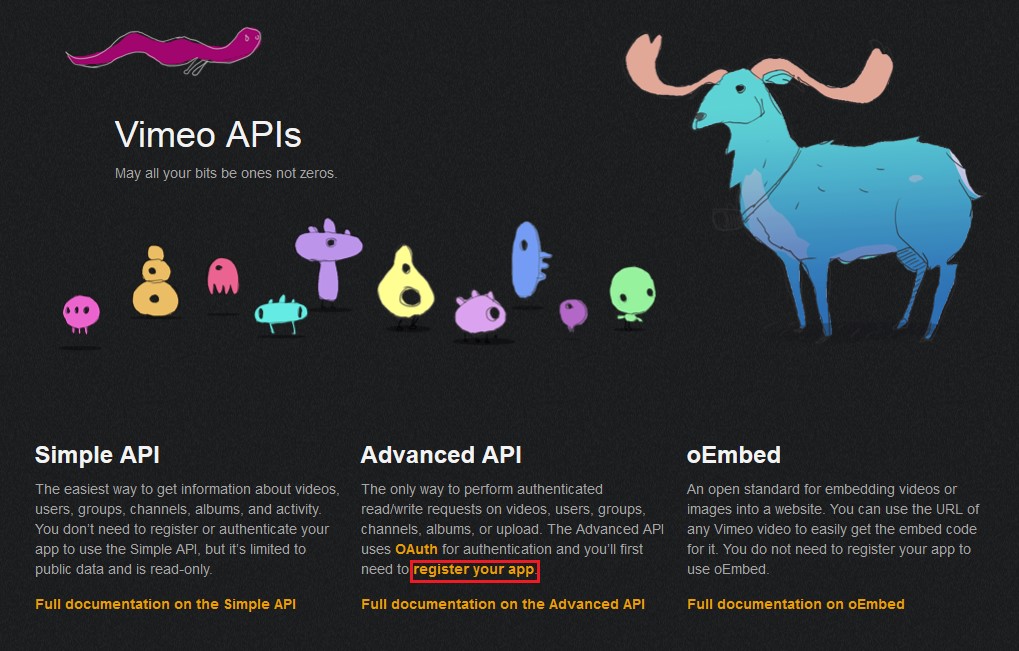 Vimeo APIs
May all your bits be ones not zeros.
Simple API
The easiest way to get information about videos,
users, groups, channels, albums, and activity.
You don't need to register or authenticate your
app to use the Simple API, but it's limited to
public data and is read-only.
Full documentation on the Simple API
Advanced API
The only way to perform authenticated
read/write requests on videos, users, groups,
channels, albums, or upload. The Advanced API
uses OAuth for authentication and you'll first
need to register your app.
Full documentation on the Advanced API
oEmbed
An open standard for embedding videos or
images into a website. You can use the URL of
any Vimeo video to easily get the embed code
for it. You do not need to register your app to
use oEmbed.
Full documentation on oEmbed